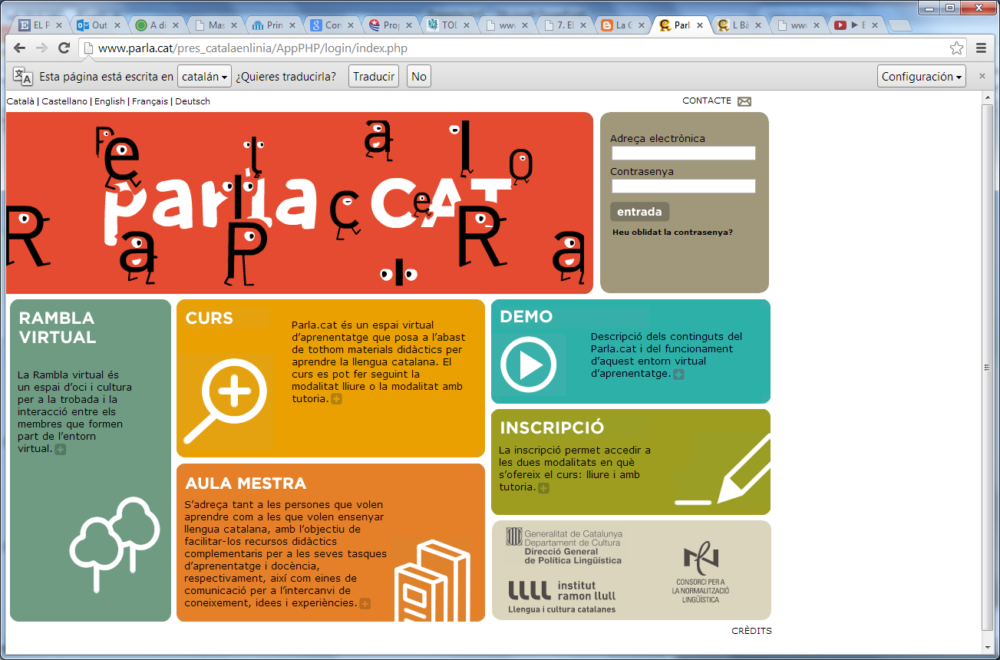 EL P
Out
A di
Mas
Prin
Con
Prop
TOD
www
7. El
La G
Parl
L Bà
www
▶ E
www.parla.cat/pres_catalaenlinia/AppPHP/login/index.php
Esta página está escrita en catalán ¿Quieres traducirla? Traducir No Configuración
Català | Castellano | English | Français | Deutsch
CONTACTE
parla CAT
P e t a l o
l c e
R a P l R a
Adreça electrònica
Contrasenya
entrada
Heu oblidat la contrasenya?
RAMBLA
VIRTUAL
La Rambla virtual és
un espai d'oci i cultura
per a la trobada i la
interacció entre els
membres que formen
part de l'entorn
virtual.
CURS
Parla.cat és un espai virtual
d'aprenentatge que posa a l'abast
de tothom materials didàctics per
aprendre la llengua catalana. El
curs es pot fer seguint la
modalitat lliure o la modalitat amb
tutoria.
DEMO
Descripció dels continguts del
Parla.cat i del funcionament
d'aquest entorn virtual
d'aprenentatge.
INSCRIPCIÓ
La inscripció permet accedir a
les dues modalitats en què
s'ofereix el curs: lliure i amb
tutoria.
AULA MESTRA
S'adreça tant a les persones que volen
aprendre com a les que volen ensenyar
llengua catalana, amb l'objectiu de
facilitar-los recursos didàctics
complementaris per a les seves tasques
d'aprenentatge i docència,
respectivament, així com eines de
comunicació per a l'intercanvi de
coneixement, idees i experiències.
Generalitat de Catalunya
Departament de Cultura
Direcció General
de Política Lingüística
institut
ramon llull
Llengua i cultura catalanes
CONSORCI PER A
LA NORMALITZACIÓ
LINGÜÍSTICA
CRÈDITS